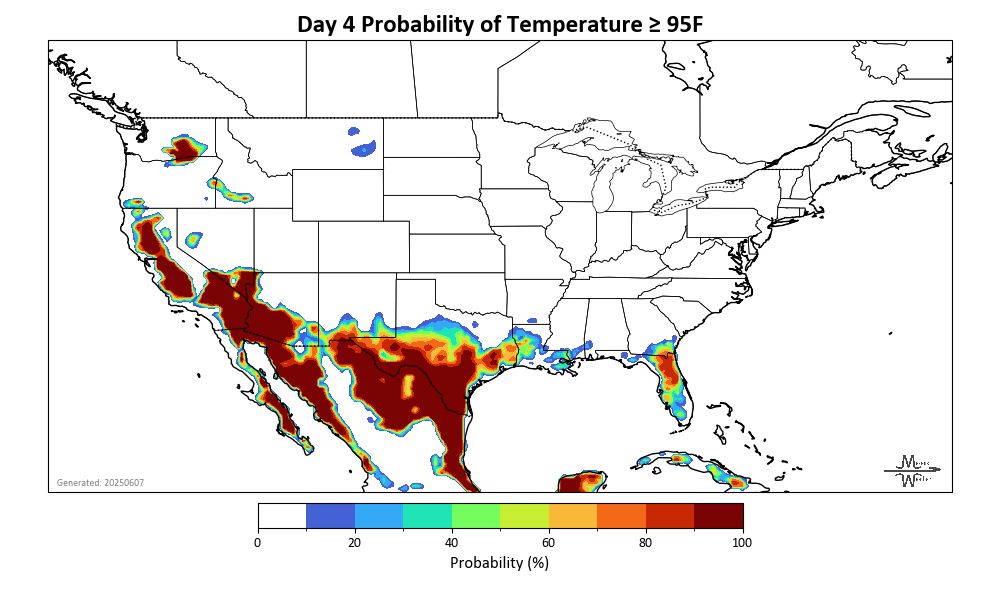 Day 4 Probability of Temperature ≥ 95F
Generated: 20250607
0 20 40 60 80 100
Probability (%)